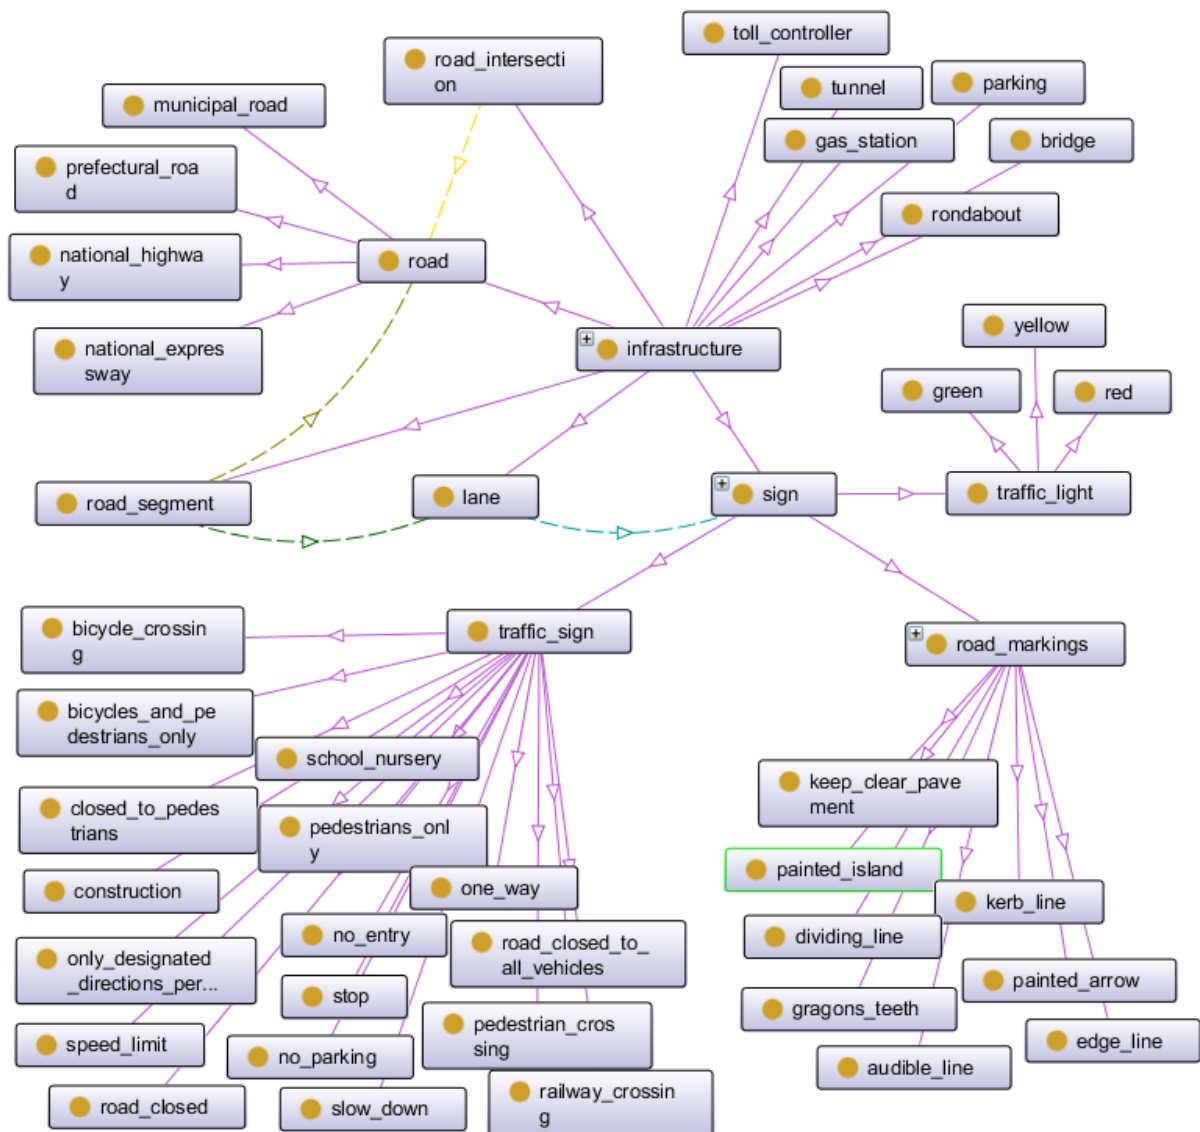 toll_controller
road_intersecti
on
tunnel
parking
municipal_road
gas_station
bridge
prefectural_roa
d
rondabout
national_highwa
y
road
national_expres
sway
infrastructure
yellow
green
red
road_segment
lane
sign
traffic_light
bicycle_crossin
g
traffic_sign
road_markings
bicycles_and_pe
destrians_only
school_nursery
keep_clear_pave
ment
closed_to_pedes
trians
pedestrians_onl
y
painted_island
construction
one_way
kerb_line
no_entry
road_closed_to_
all_vehicles
dividing_line
only_designated
_directions_per...
stop
painted_arrow
gragons_teeth
speed_limit
no_parking
pedestrian_cros
sing
edge_line
audible_line
road_closed
slow_down
railway_crossin
g